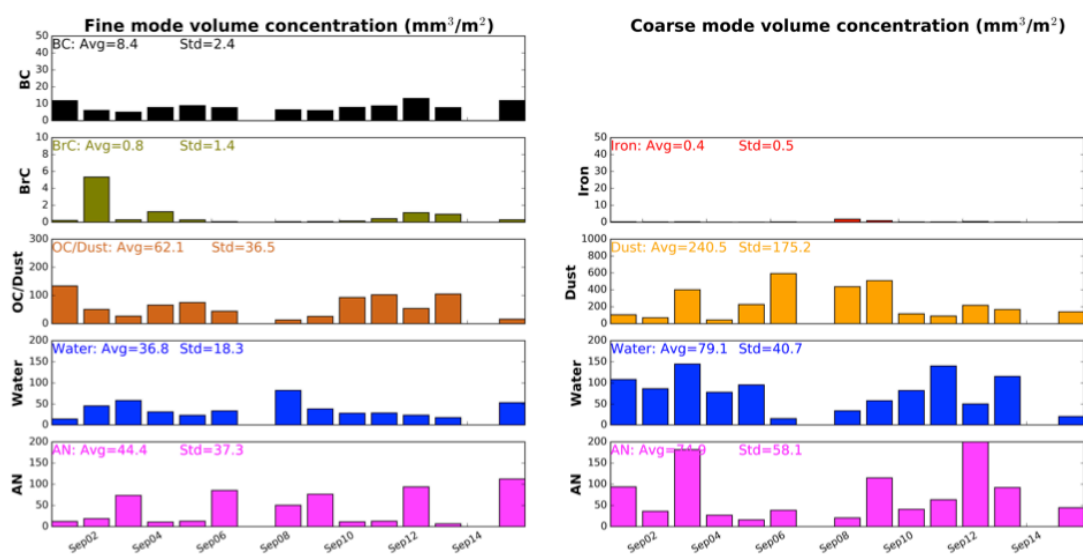 Fine mode volume concentration (mm³/m²)
BC: Avg=8.4 Std=2.4
BC
50
40
30
20
10
0
BrC: Avg=0.8 Std=1.4
BrC
10
8
6
4
2
0
OC/Dust: Avg=62.1 Std=36.5
OC/Dust
300
200
100
0
Water: Avg=36.8 Std=18.3
Water
200
150
100
50
0
AN: Avg=44.4 Std=37.3
AN
200
150
100
50
0
Sep02 Sep04 Sep06 Sep08 Sep10 Sep12 Sep14
Coarse mode volume concentration (mm³/m²)
Iron: Avg=0.4 Std=0.5
Iron
50
40
30
20
10
0
Dust: Avg=240.5 Std=175.2
Dust
1000
800
600
400
200
0
Water: Avg=79.1 Std=40.7
Water
200
150
100
50
0
AN: Avg=74.9 Std=58.1
AN
200
150
100
50
0
Sep02 Sep04 Sep06 Sep08 Sep10 Sep12 Sep14